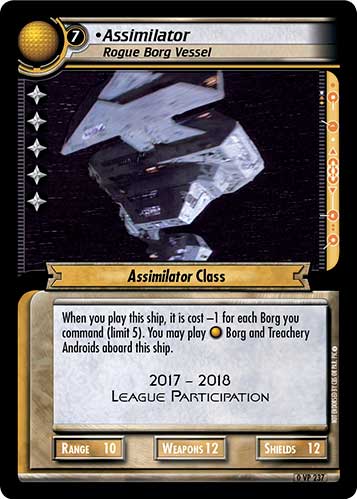 7
•Assimilator
Rogue Borg Vessel
Assimilator Class
When you play this ship, it is cost –1 for each Borg you
command (limit 5). You may play Borg and Treachery
Androids aboard this ship.
2017 – 2018
League Participation
Range 10
Weapons 12
Shields 12
0 VP 237